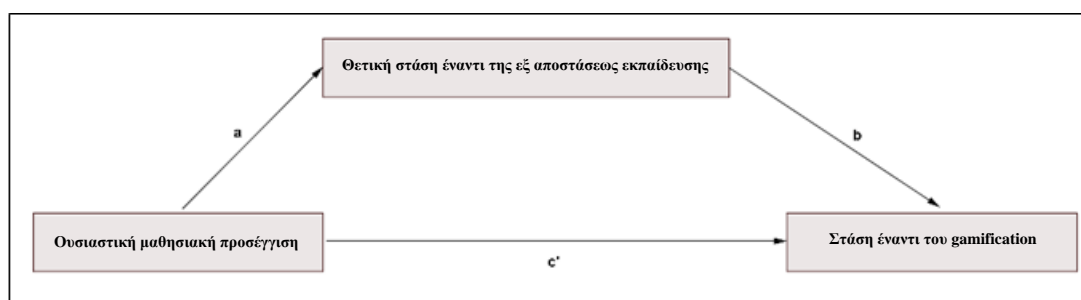 Θετική στάση έναντι της εξ αποστάσεως εκπαίδευσης
a
b
Ουσιαστική μαθησιακή προσέγγιση
Στάση έναντι του gamification
c'